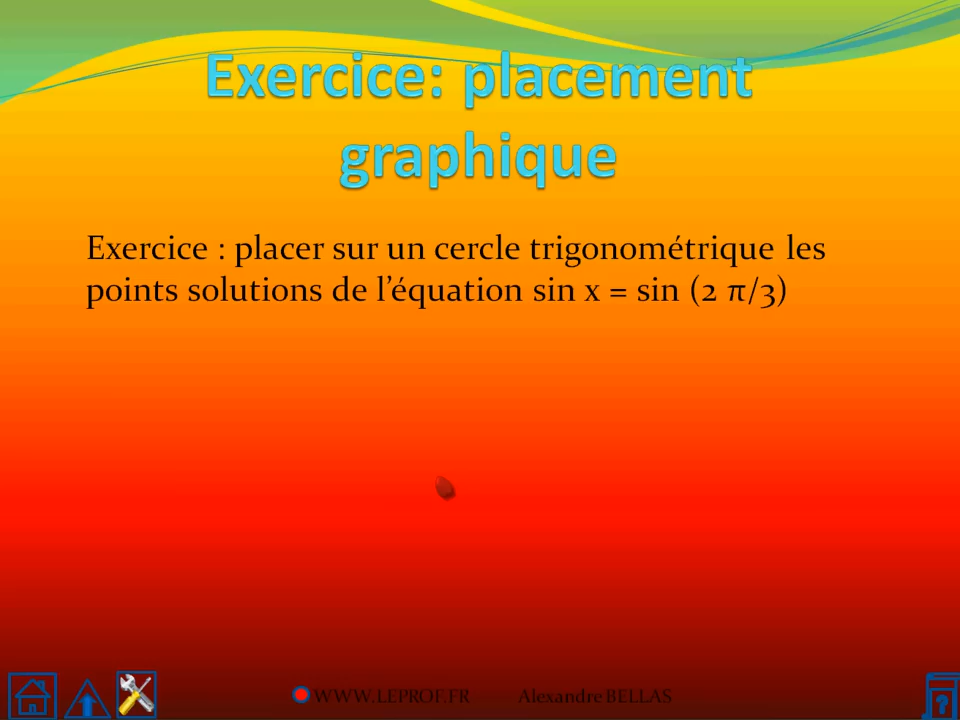 Exercice: placement
graphique
Exercice : placer sur un cercle trigonométrique les
points solutions de l’équation sin x = sin (2 π/3)
WWW.LEPROF.FR Alexandre BELLAS
?